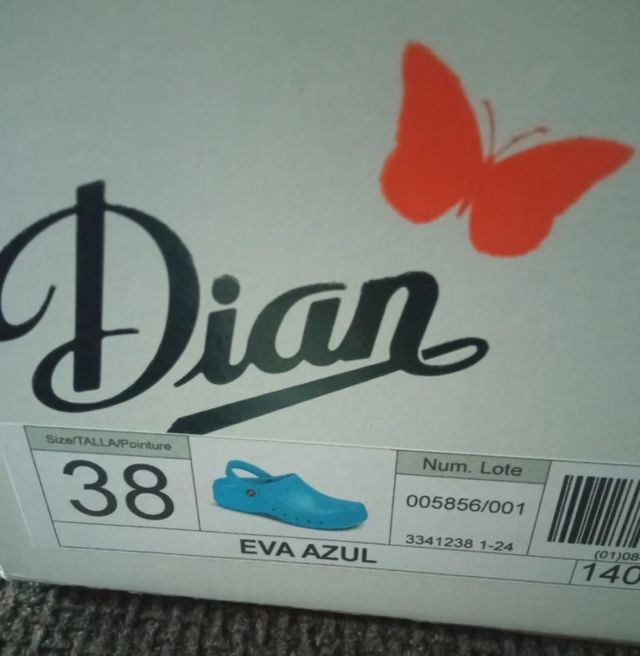 Dian
Size/TALLA/Pointure
38
Num. Lote
005856/001
3341238 1-24
EVA AZUL
(01)08
140